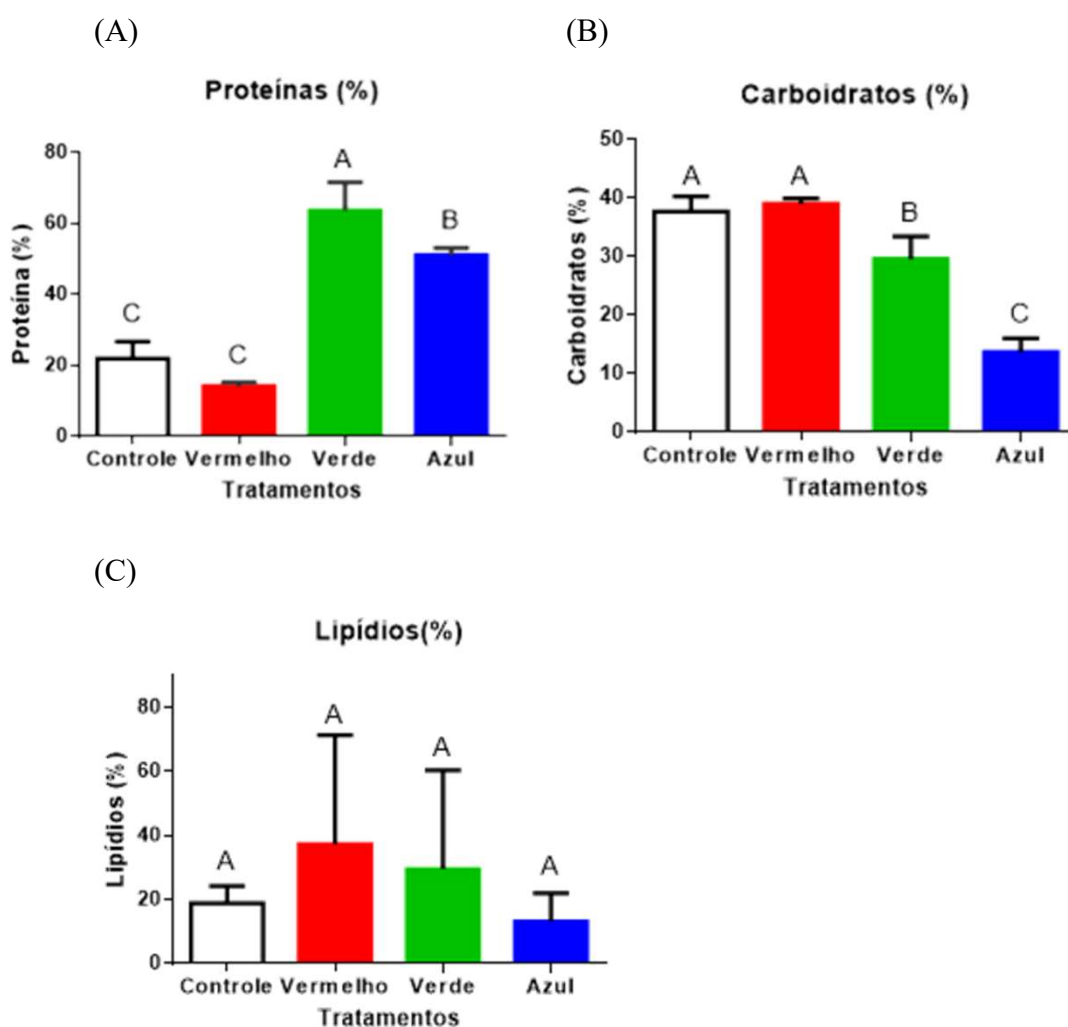 (A)
Proteínas (%)
Proteína (%)
80
60
40
20
0
C
C
A
B
Controle Vermelho Verde Azul
Tratamentos
(B)
Carboidratos (%)
Carboidratos (%)
50
40
30
20
10
0
A
A
B
C
Controle Vermelho Verde Azul
Tratamentos
(C)
Lipídios(%)
Lipídios (%)
80
60
40
20
0
A
A
A
A
Controle Vermelho Verde Azul
Tratamentos